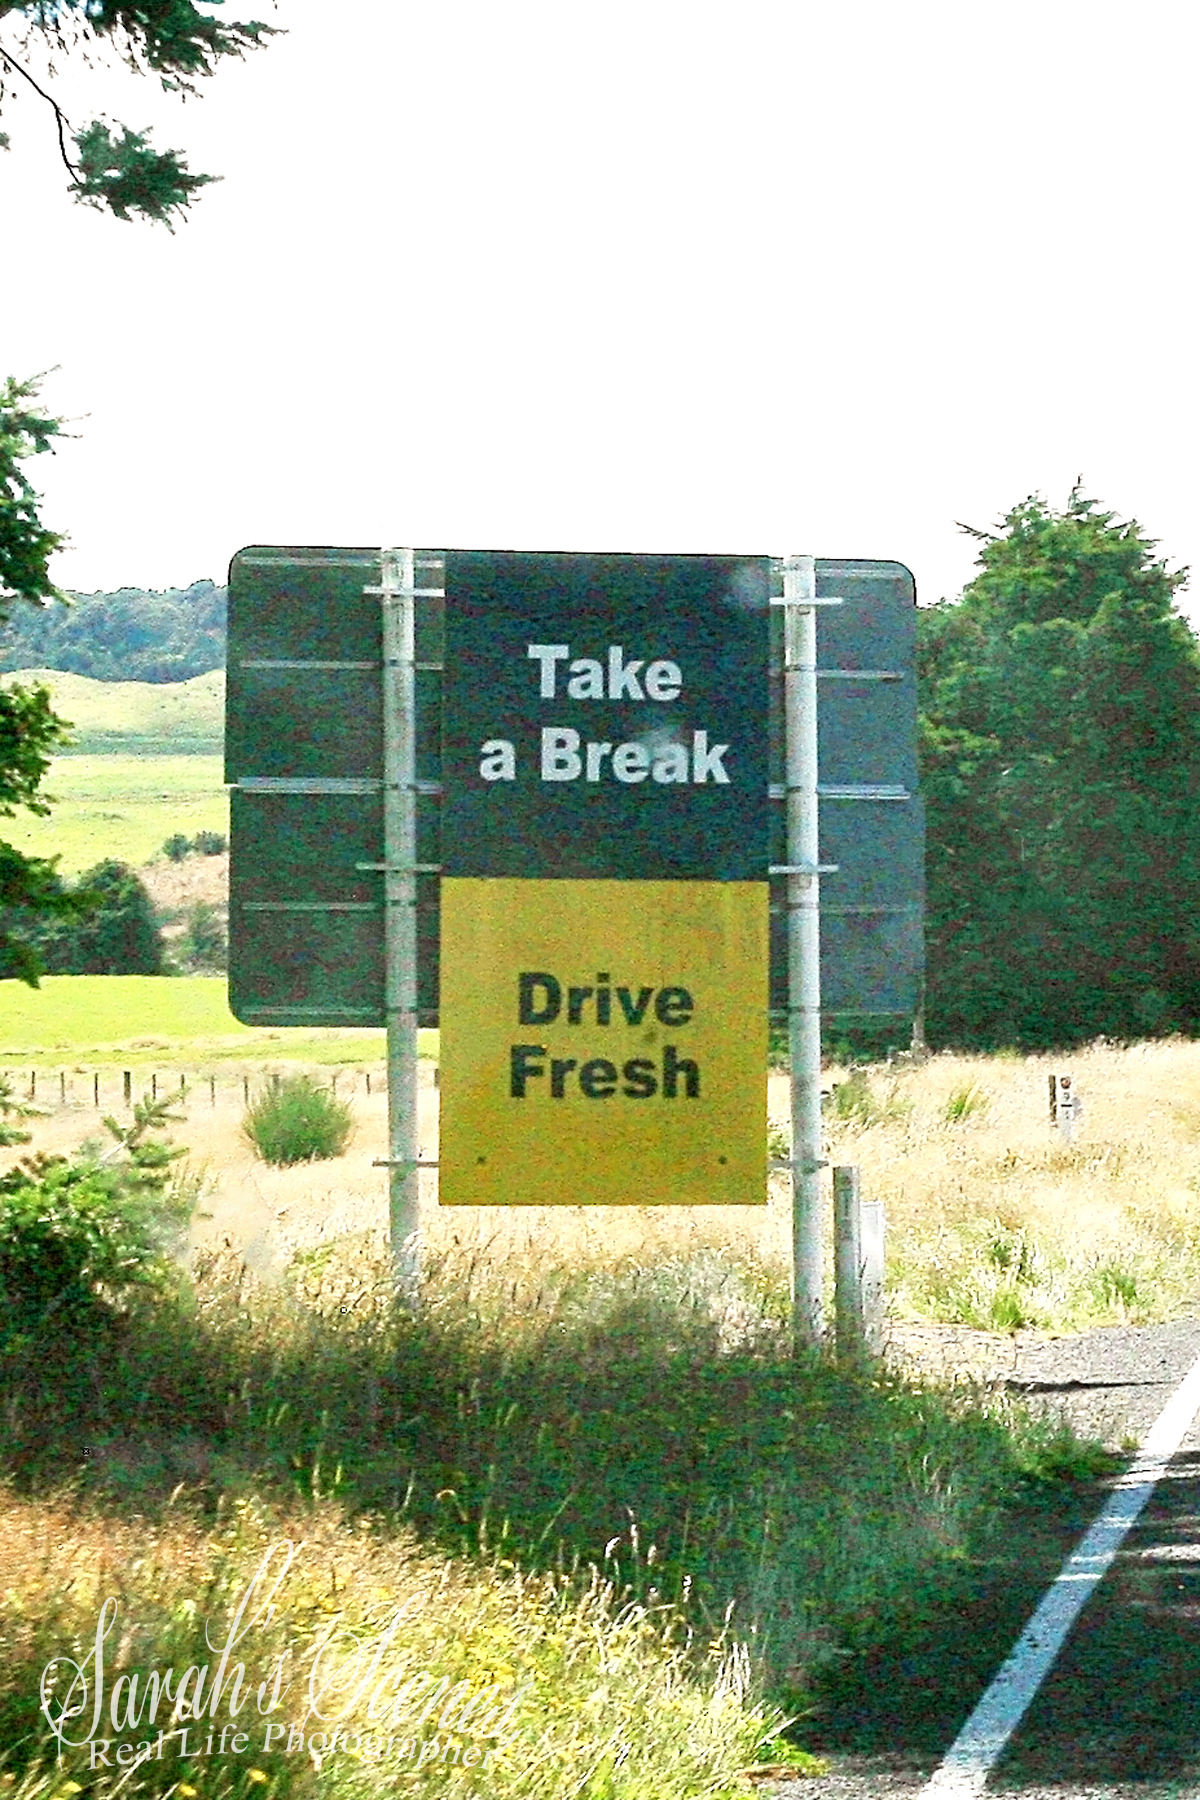 Take
a Break
Drive
Fresh
Sarah's Scenes
Real Life Photographer